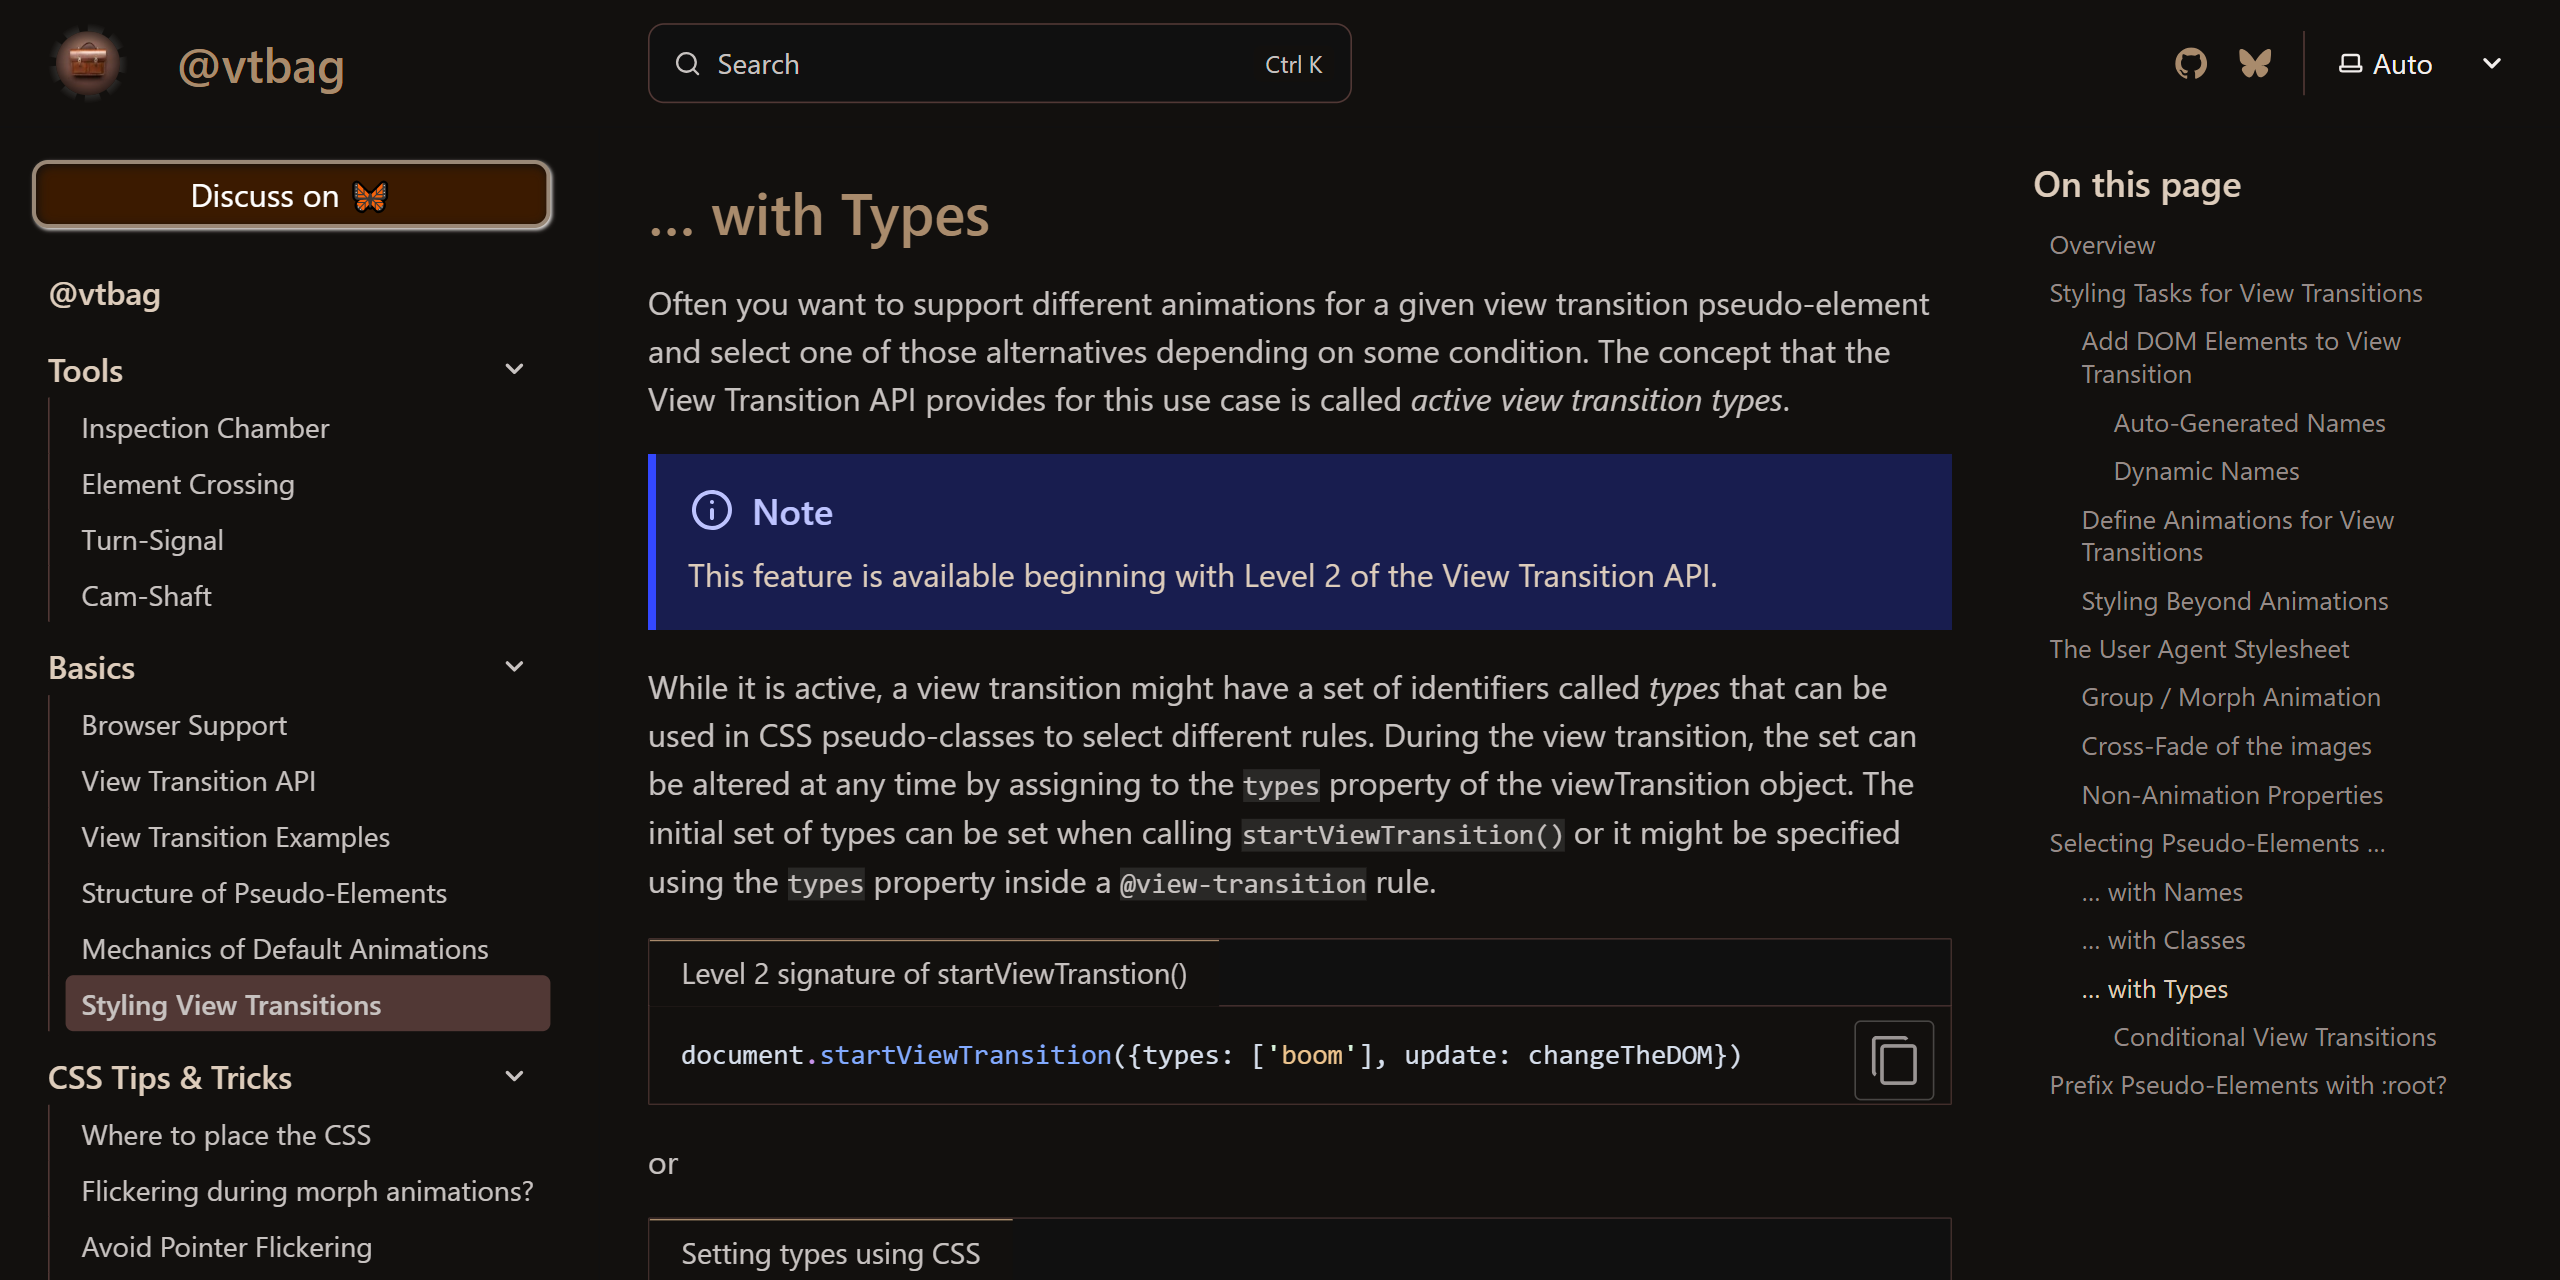 @vtbag
Search
Ctrl K
Auto
Discuss on
@vtbag
Tools
Inspection Chamber
Element Crossing
Turn-Signal
Cam-Shaft
Basics
Browser Support
View Transition API
View Transition Examples
Structure of Pseudo-Elements
Mechanics of Default Animations
Styling View Transitions
CSS Tips & Tricks
Where to place the CSS
Flickering during morph animations?
Avoid Pointer Flickering
... with Types
Often you want to support different animations for a given view transition pseudo-element
and select one of those alternatives depending on some condition. The concept that the
View Transition API provides for this use case is called active view transition types.
Note
This feature is available beginning with Level 2 of the View Transition API.
While it is active, a view transition might have a set of identifiers called types that can be
used in CSS pseudo-classes to select different rules. During the view transition, the set can
be altered at any time by assigning to the types property of the viewTransition object. The
initial set of types can be set when calling startViewTransition() or it might be specified
using the types property inside a @view-transition rule.
Level 2 signature of startViewTranstion()
document.startViewTransition({types: ['boom'], update: changeTheDOM})
or
Setting types using CSS
On this page
Overview
Styling Tasks for View Transitions
Add DOM Elements to View
Transition
Auto-Generated Names
Dynamic Names
Define Animations for View
Transitions
Styling Beyond Animations
The User Agent Stylesheet
Group / Morph Animation
Cross-Fade of the images
Non-Animation Properties
Selecting Pseudo-Elements ...
... with Names
... with Classes
... with Types
Conditional View Transitions
Prefix Pseudo-Elements with :root?